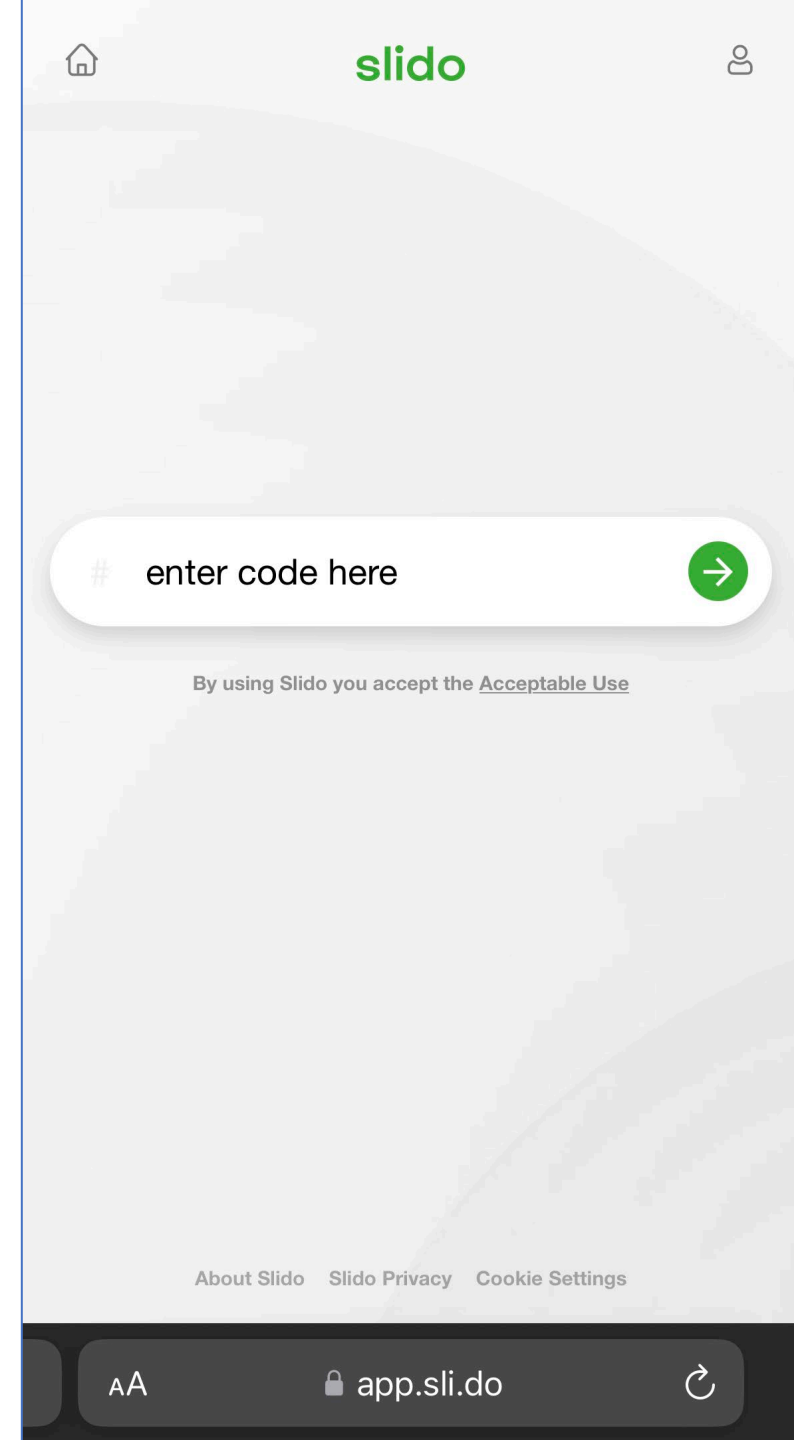 slido
# enter code here
By using Slido you accept the Acceptable Use
About Slido Slido Privacy Cookie Settings
AA app.sli.do